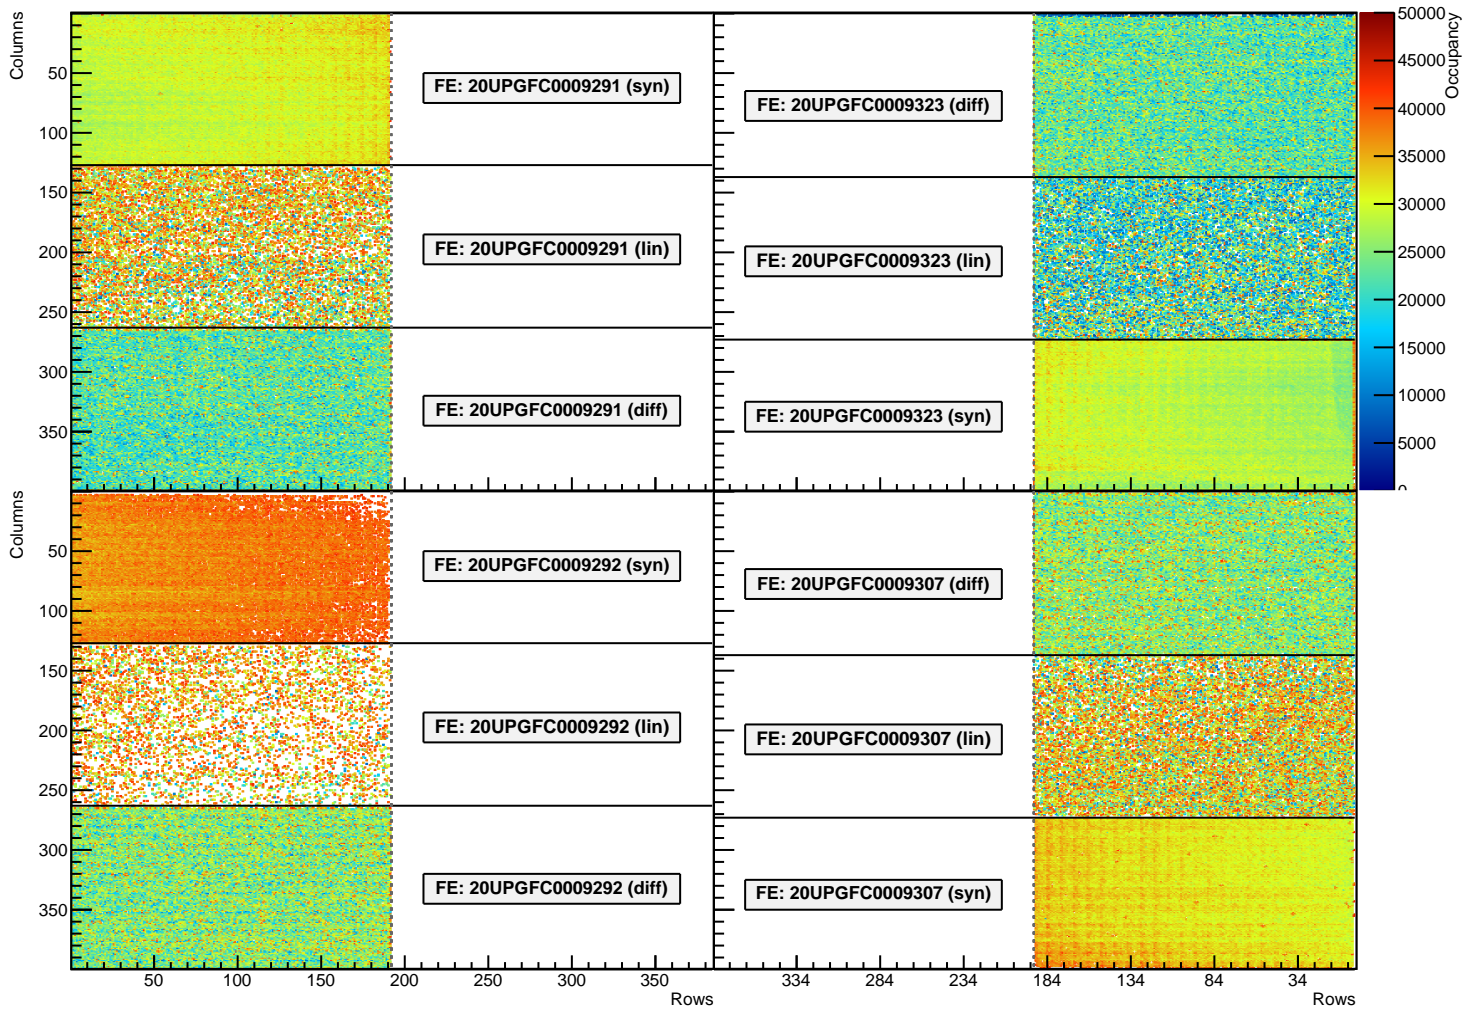 Columns
50
100
150
200
250
300
350
FE: 20UPGFC0009291 (syn)
FE: 20UPGFC0009291 (lin)
FE: 20UPGFC0009291 (diff)
FE: 20UPGFC0009323 (diff)
FE: 20UPGFC0009323 (lin)
FE: 20UPGFC0009323 (syn)
50000
45000
40000
35000
30000
25000
20000
15000
10000
5000
0
Occupancy
Columns
50
100
150
200
250
300
350
FE: 20UPGFC0009292 (syn)
FE: 20UPGFC0009292 (lin)
FE: 20UPGFC0009292 (diff)
FE: 20UPGFC0009307 (diff)
FE: 20UPGFC0009307 (lin)
FE: 20UPGFC0009307 (syn)
50 100 150 200 250 300 350
Rows
334 284 234 184 134 84 34
Rows